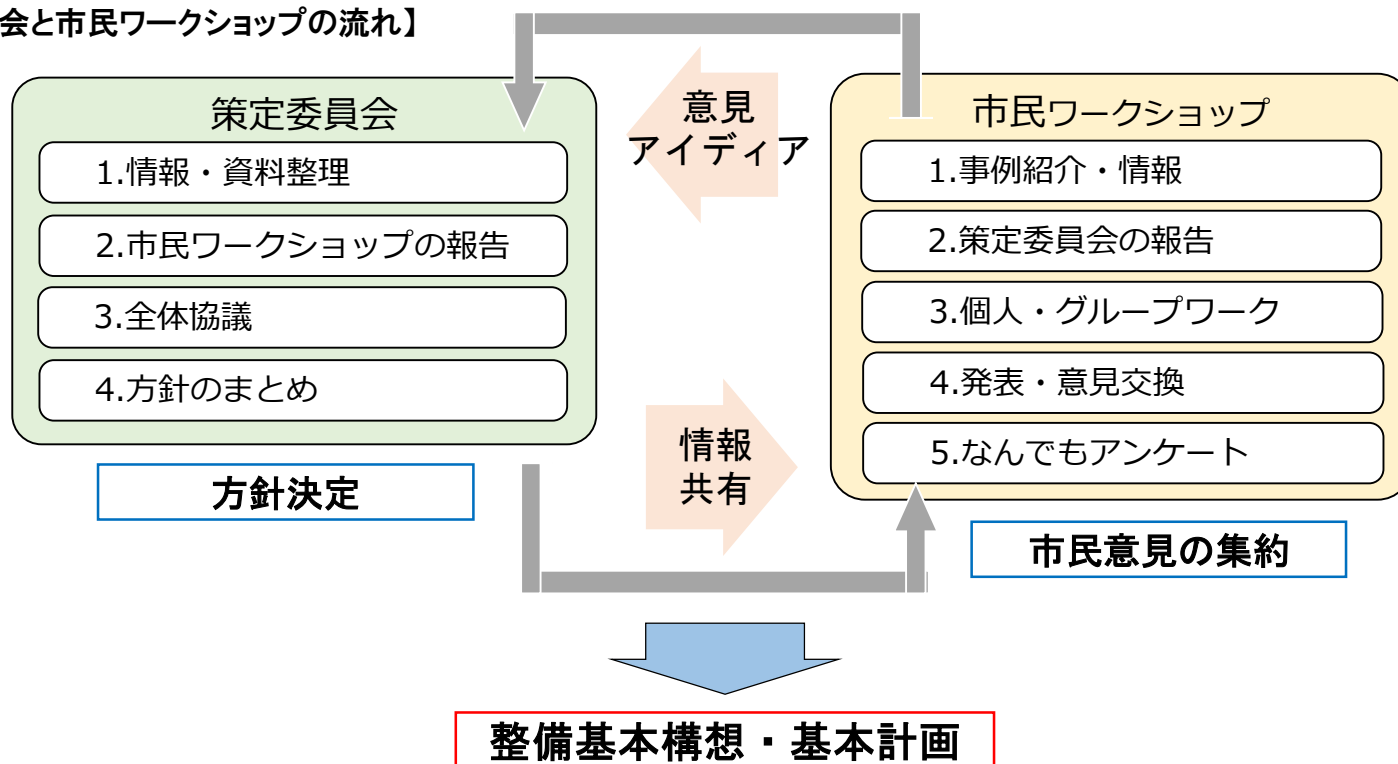 会と市民ワークショップの流れ】
策定委員会
1.情報・資料整理
2.市民ワークショップの報告
3.全体協議
4.方針のまとめ
方針決定
意見
アイディア
情報
共有
市民ワークショップ
1.事例紹介・情報
2.策定委員会の報告
3.個人・グループワーク
4.発表・意見交換
5.なんでもアンケート
市民意見の集約
整備基本構想・基本計画